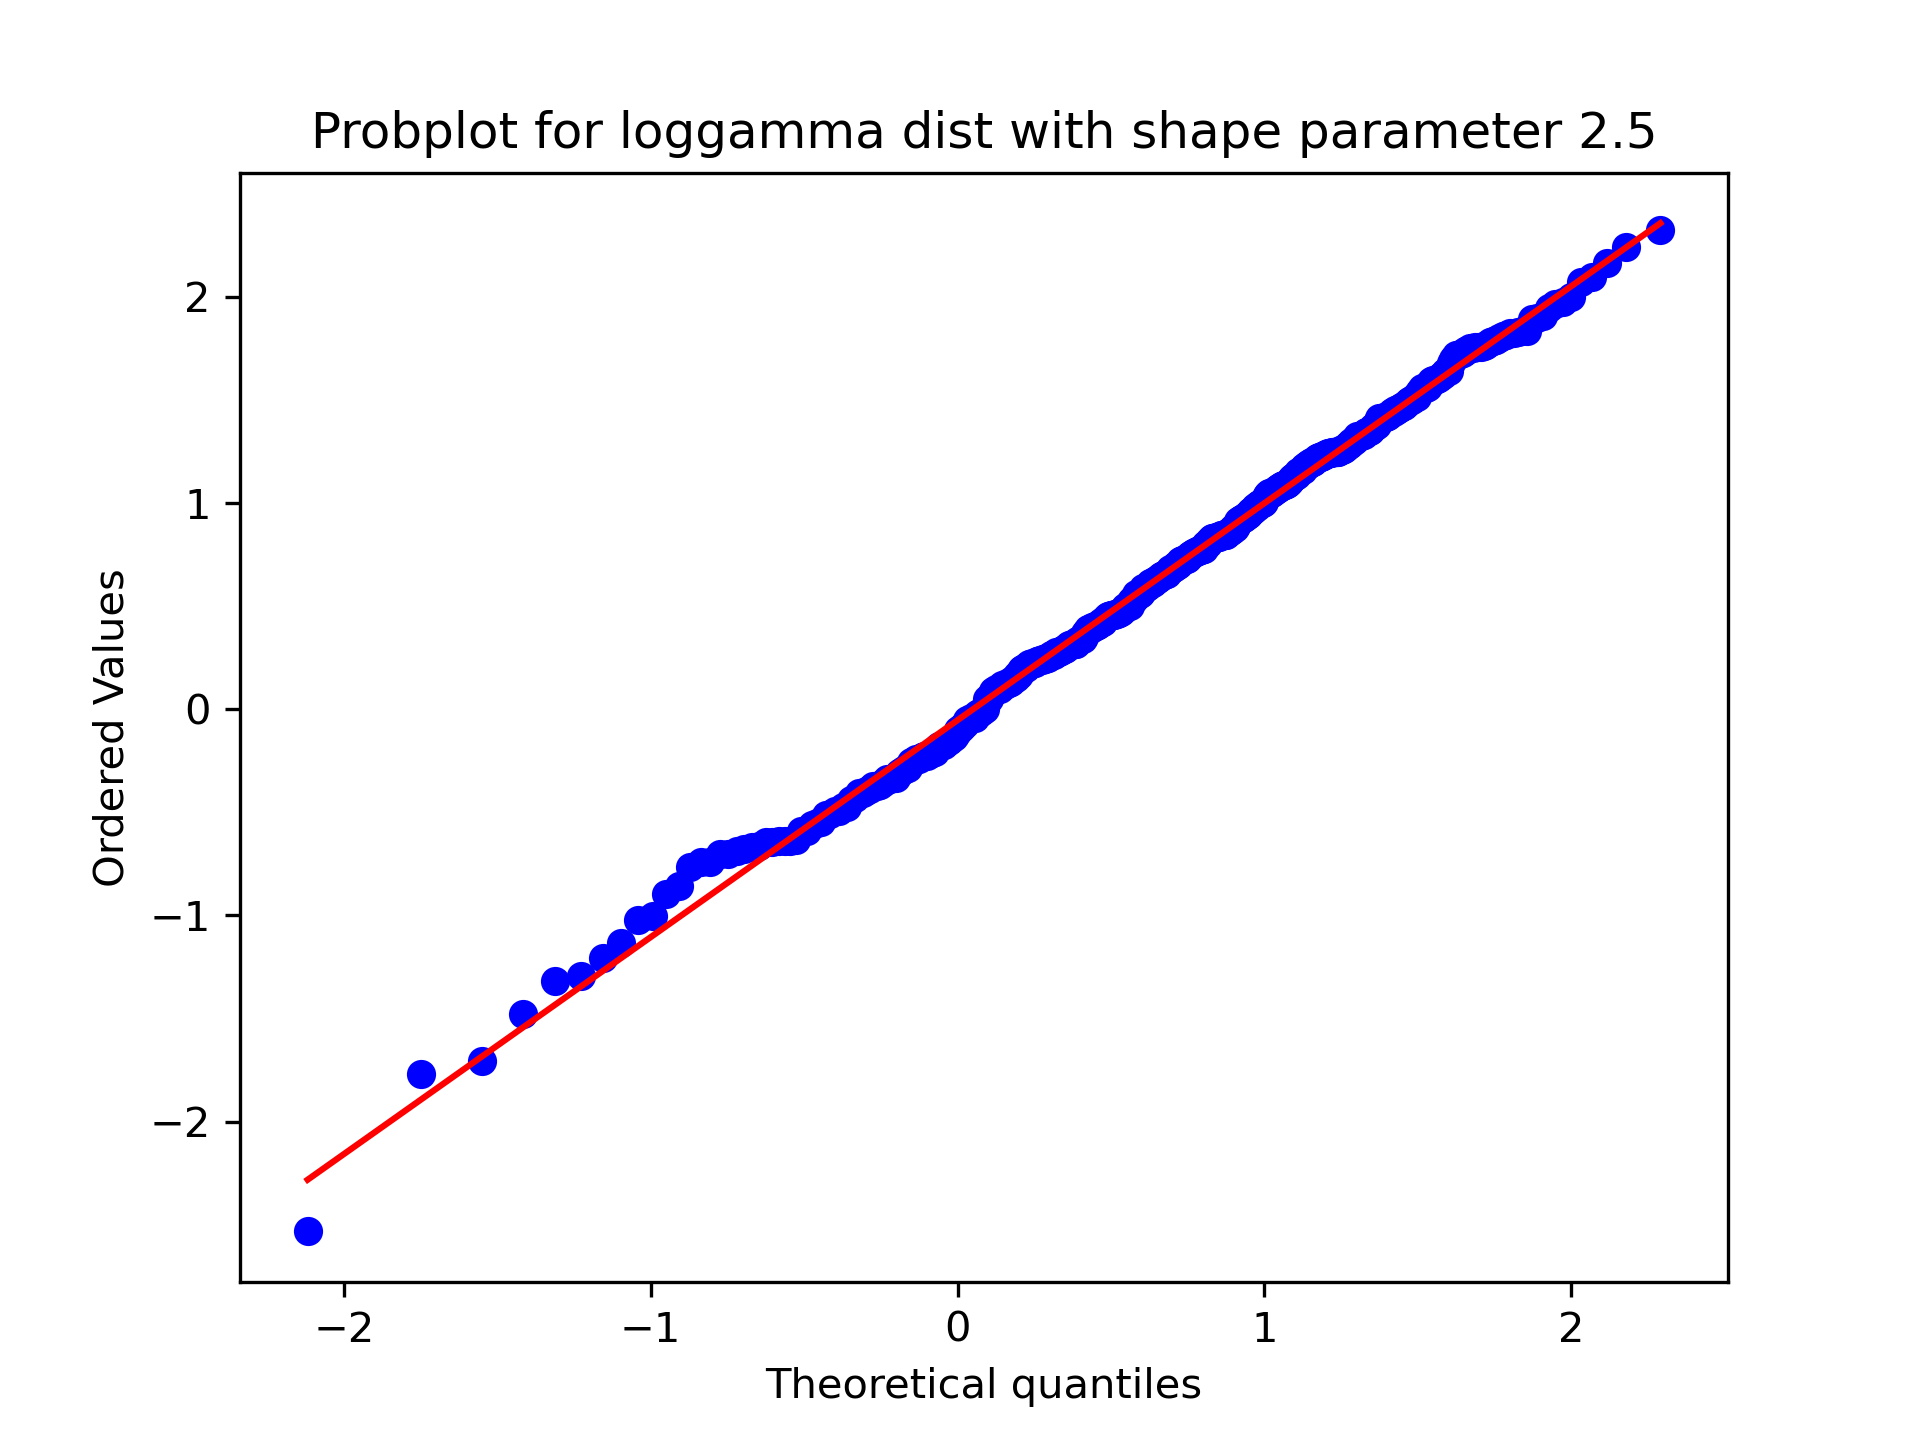 Probplot for loggamma dist with shape parameter 2.5
2
1
0
−1
−2
Ordered Values
−2 −1 0 1 2
Theoretical quantiles